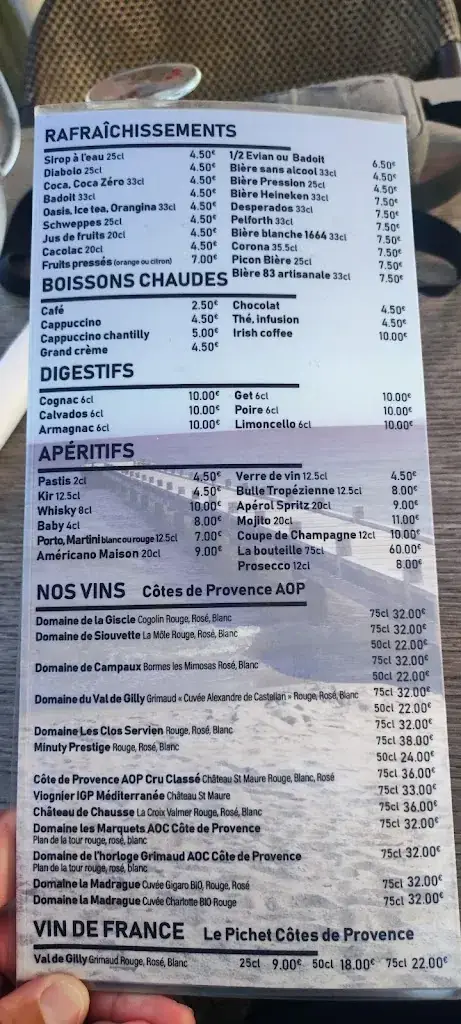 RAFRAÎCHISSEMENTS
Sirop à l'eau 25cl 4.50€
Diabolo 25cl 4.50€
Coca, Coca Zéro 33cl 4.50€
Badoit 33cl 4.50€
Oasis, Ice tea, Orangina 33cl 4.50€
Schweppes 25cl 4.50€
Jus de fruits 20cl 4.50€
Cacolac 20cl 4.50€
Fruits pressés (orange ou citron) 7.00€
1/2 Evian ou Badoit 6.50€
Bière sans alcool 33cl 4.50€
Bière Pression 25cl 4.50€
Bière Heineken 33cl 7.50€
Desperados 33cl 7.50€
Pelforth 33cl 7.50€
Bière blanche 1664 33cl 7.50€
Corona 35.5cl 7.50€
Picon Bière 25cl 7.50€
Bière 83 artisanale 33cl 7.50€
BOISSONS CHAUDES
Café 2.50€
Cappuccino 4.50€
Cappuccino chantilly 5.00€
Grand crème 4.50€
Chocolat 4.50€
Thé, infusion 4.50€
Irish coffee 10.00€
DIGESTIFS
Cognac 6cl 10.00€
Calvados 6cl 10.00€
Armagnac 6cl 10.00€
Get 6cl 10.00€
Poire 6cl 10.00€
Limoncello 6cl 10.00€
APÉRITIFS
Pastis 2cl 4.50€
Kir 12.5cl 4.50€
Whisky 8cl 10.00€
Baby 4cl 8.00€
Porto, Martini blanc ou rouge 12.5cl 7.00€
Américano Maison 20cl 9.00€
Verre de vin 12.5cl 4.50€
Bulle Tropézienne 12.5cl 8.00€
Apérol Spritz 20cl 9.00€
Mojito 20cl 11.00€
Coupe de Champagne 12cl 10.00€
La bouteille 75cl 60.00€
Prosecco 12cl 8.00€
NOS VINS Côtes de Provence AOP
Domaine de la Giscle Cogolin Rouge, Rosé, Blanc 75cl 32.00€
Domaine de Siouvette La Môle Rouge, Rosé, Blanc 75cl 32.00€
50cl 22.00€
Domaine de Campaux Bormes les Mimosas Rosé, Blanc 75cl 32.00€
50cl 22.00€
Domaine du Val de Gilly Grimaud « Cuvée Alexandre de Castellan » Rouge, Rosé, Blanc 75cl 32.00€
50cl 22.00€
Domaine Les Clos Servien Rouge, Rosé, Blanc 75cl 32.00€
Minuty Prestige Rouge, Rosé, Blanc 75cl 38.00€
50cl 24.00€
Côte de Provence AOP Cru Classé Château St Maure Rouge, Blanc, Rosé 75cl 36.00€
Viognier IGP Méditerranée Château St Maure 75cl 33.00€
Château de Chausse La Croix Valmer Rouge, Rosé, Blanc 75cl 36.00€
Domaine les Marquets AOC Côte de Provence 75cl 32.00€
Plan de la tour rouge, rosé, blanc
Domaine de l'horloge Grimaud AOC Côte de Provence 75cl 32.00€
Plan de la tour rouge, rosé, blanc
Domaine la Madrague Cuvée Gigaro BIO, Rouge, Rosé 75cl 32.00€
Domaine la Madrague Cuvée Charlotte BIO Rouge 75cl 32.00€
VIN DE FRANCE Le Pichet Côtes de Provence
Val de Gilly Grimaud Rouge, Rosé, Blanc 25cl 9.00€ 50cl 18.00€ 75cl 22.00€